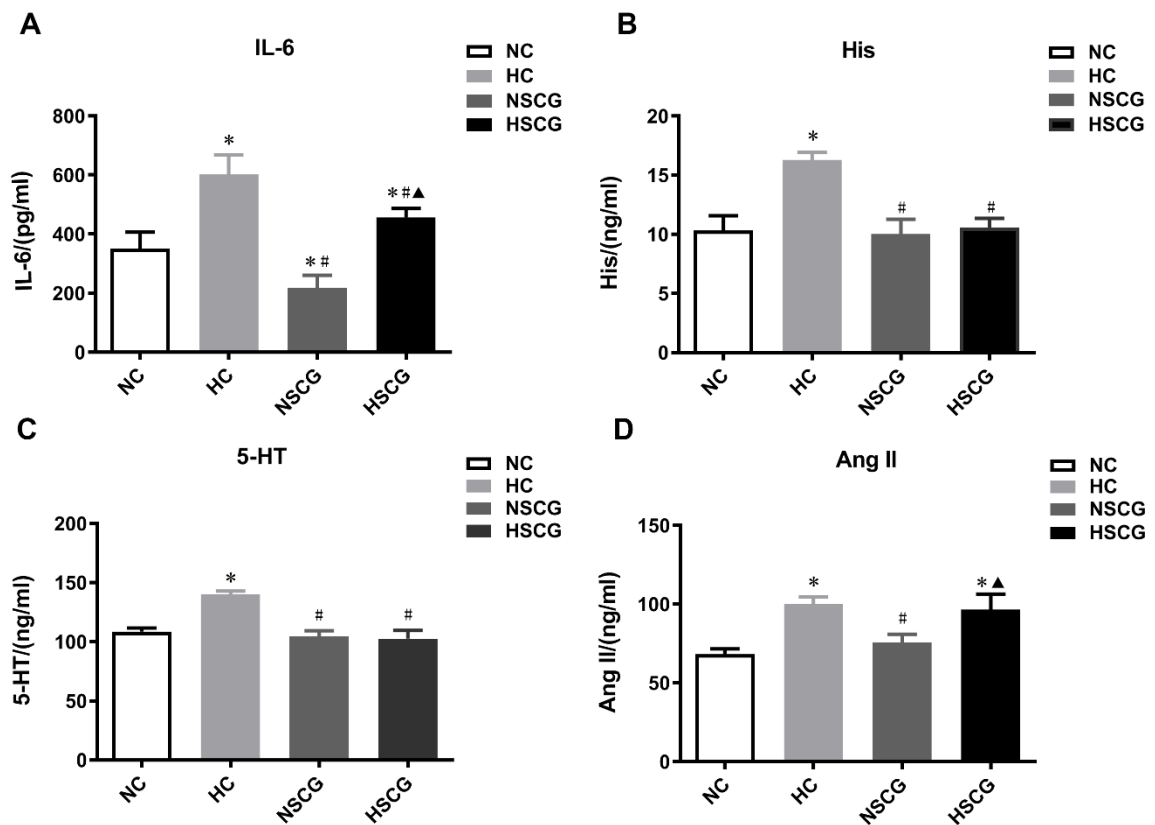 A
IL-6
NC
HC
NSCG
HSCG
IL-6/(pg/ml)
800
600
400
200
0
*
*#
*#▲
NC
HC
NSCG
HSCG
B
His
NC
HC
NSCG
HSCG
His/(ng/ml)
20
15
10
5
0
*
#
#
NC
HC
NSCG
HSCG
C
5-HT
NC
HC
NSCG
HSCG
5-HT/(ng/ml)
200
150
100
50
0
*
#
#
NC
HC
NSCG
HSCG
D
Ang II
NC
HC
NSCG
HSCG
Ang II/(ng/ml)
150
100
50
0
*
#
*▲
NC
HC
NSCG
HSCG